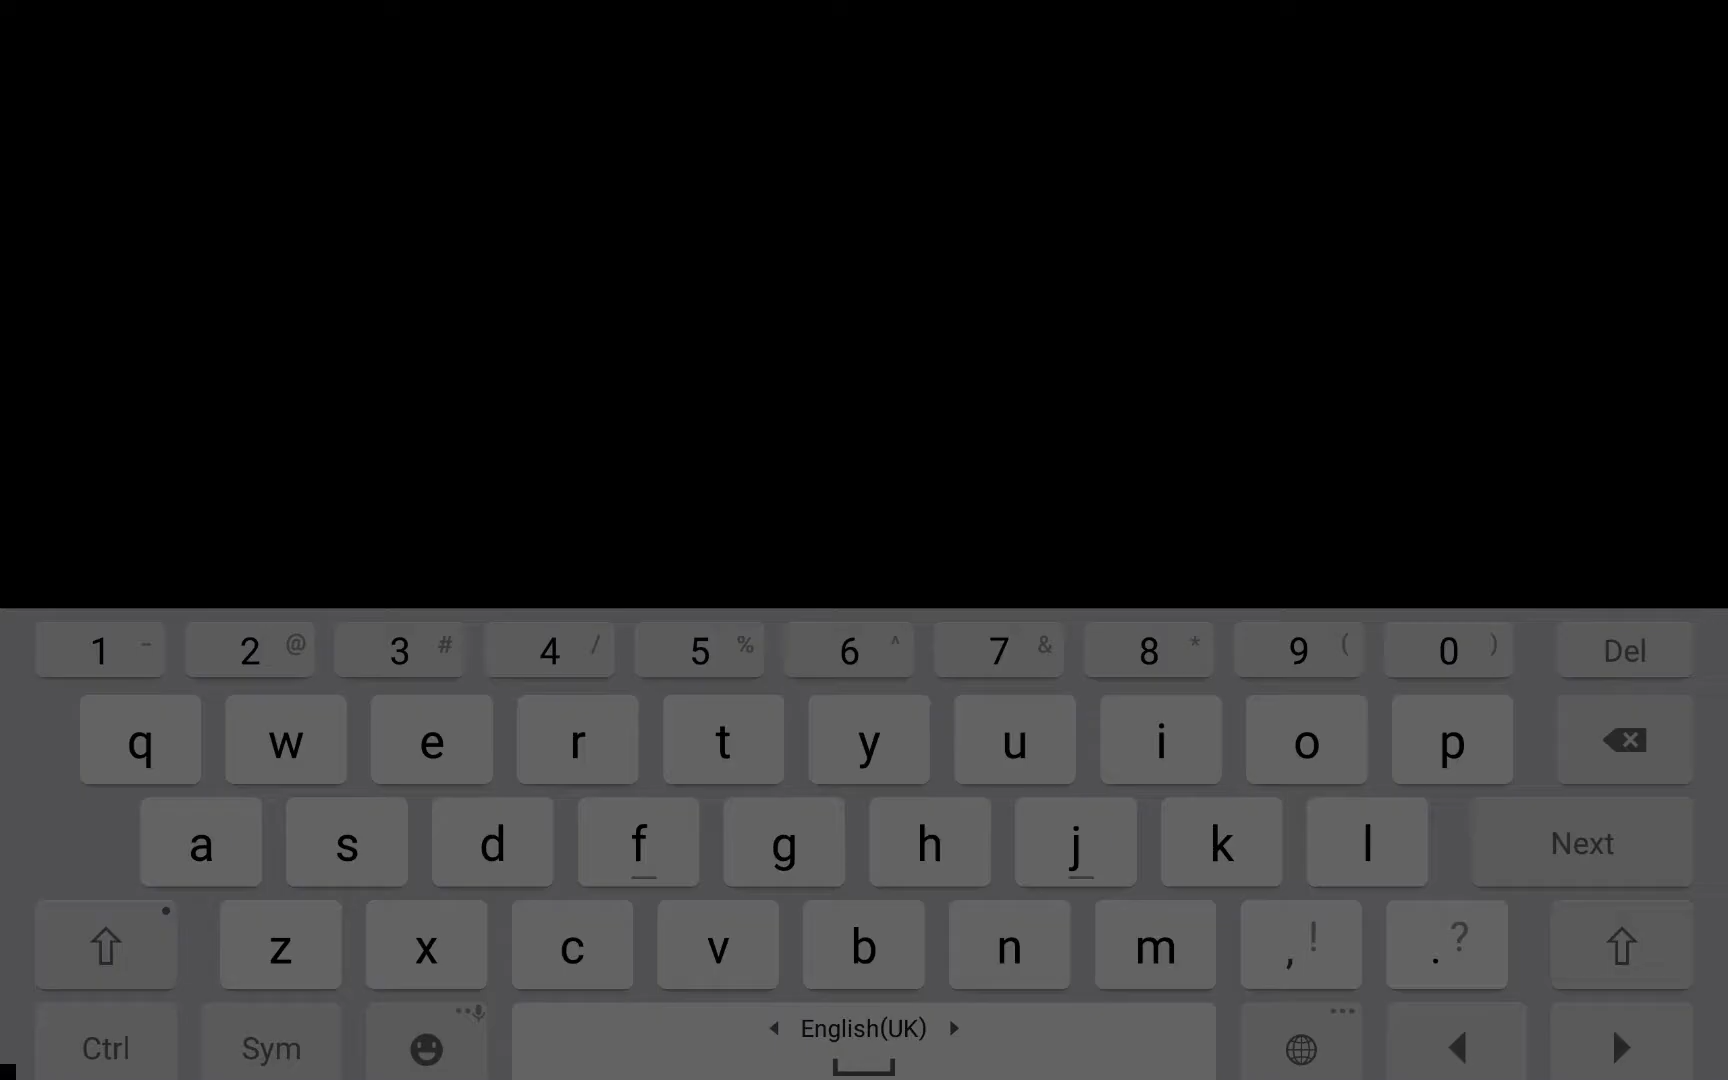 1 - 2 @ 3 # 4 / 5 % 6 ^ 7 & 8 * 9 ( 0 ) Del
q w e r t y u i o p
a s d f g h j k l Next
z x c v b n m , ! . ?
Ctrl Sym English(UK)